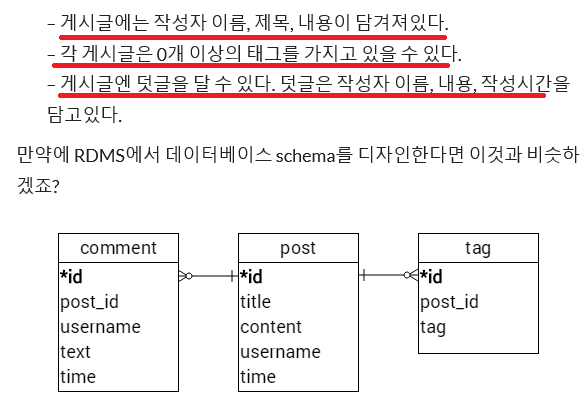 – 게시글에는 작성자 이름, 제목, 내용이 담겨져있다.
– 각 게시글은 0개 이상의 태그를 가지고 있을 수 있다.
– 게시글엔 덧글을 달 수 있다. 덧글은 작성자 이름, 내용, 작성시간을
담고있다.
만약에 RDMS에서 데이터베이스 schema를 디자인한다면 이것과 비슷하
겠죠?
comment
*id
post_id
username
text
time
post
*id
title
content
username
time
tag
*id
post_id
tag